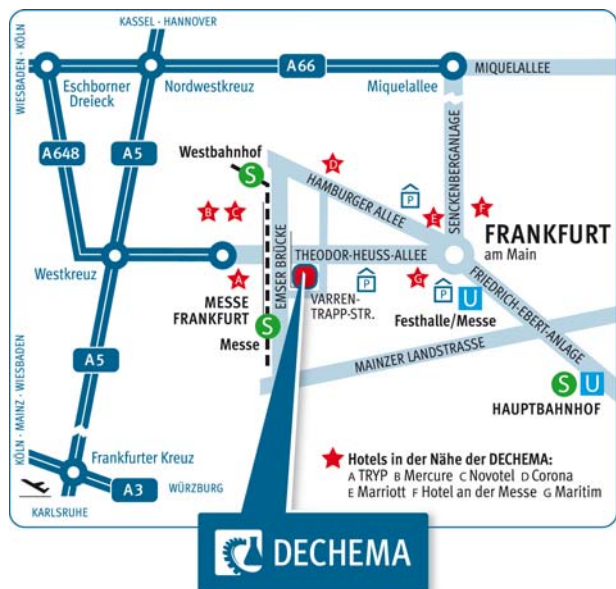 KASSEL - HANNOVER
WIESBADEN - KÖLN
A66
MIQUELALLEE
Eschborner
Dreieck
Nordwestkreuz
Miquelallee
A648
A5
Westbahnhof
S
D
HAMBURGER ALLEE
SENCKENBERGANLAGE
P
B
C
E
F
EMSER BRÜCKE
THEODOR-HEUSS-ALLEE
FRANKFURT
am Main
Westkreuz
A
G
P
P
U
MESSE
FRANKFURT
VARREN-
TRAPP-STR.
Festhalle/Messe
FRIEDRICH-EBERT-ANLAGE
S
Messe
MAINZER LANDSTRASSE
A5
S
U
HAUPTBAHNHOF
KÖLN - MAINZ - WIESBADEN
Frankfurter Kreuz
A3
WÜRZBURG
KARLSRUHE
Hotels in der Nähe der DECHEMA:
A TRYP B Mercure C Novotel D Corona
E Marriott F Hotel an der Messe G Maritim
DECHEMA